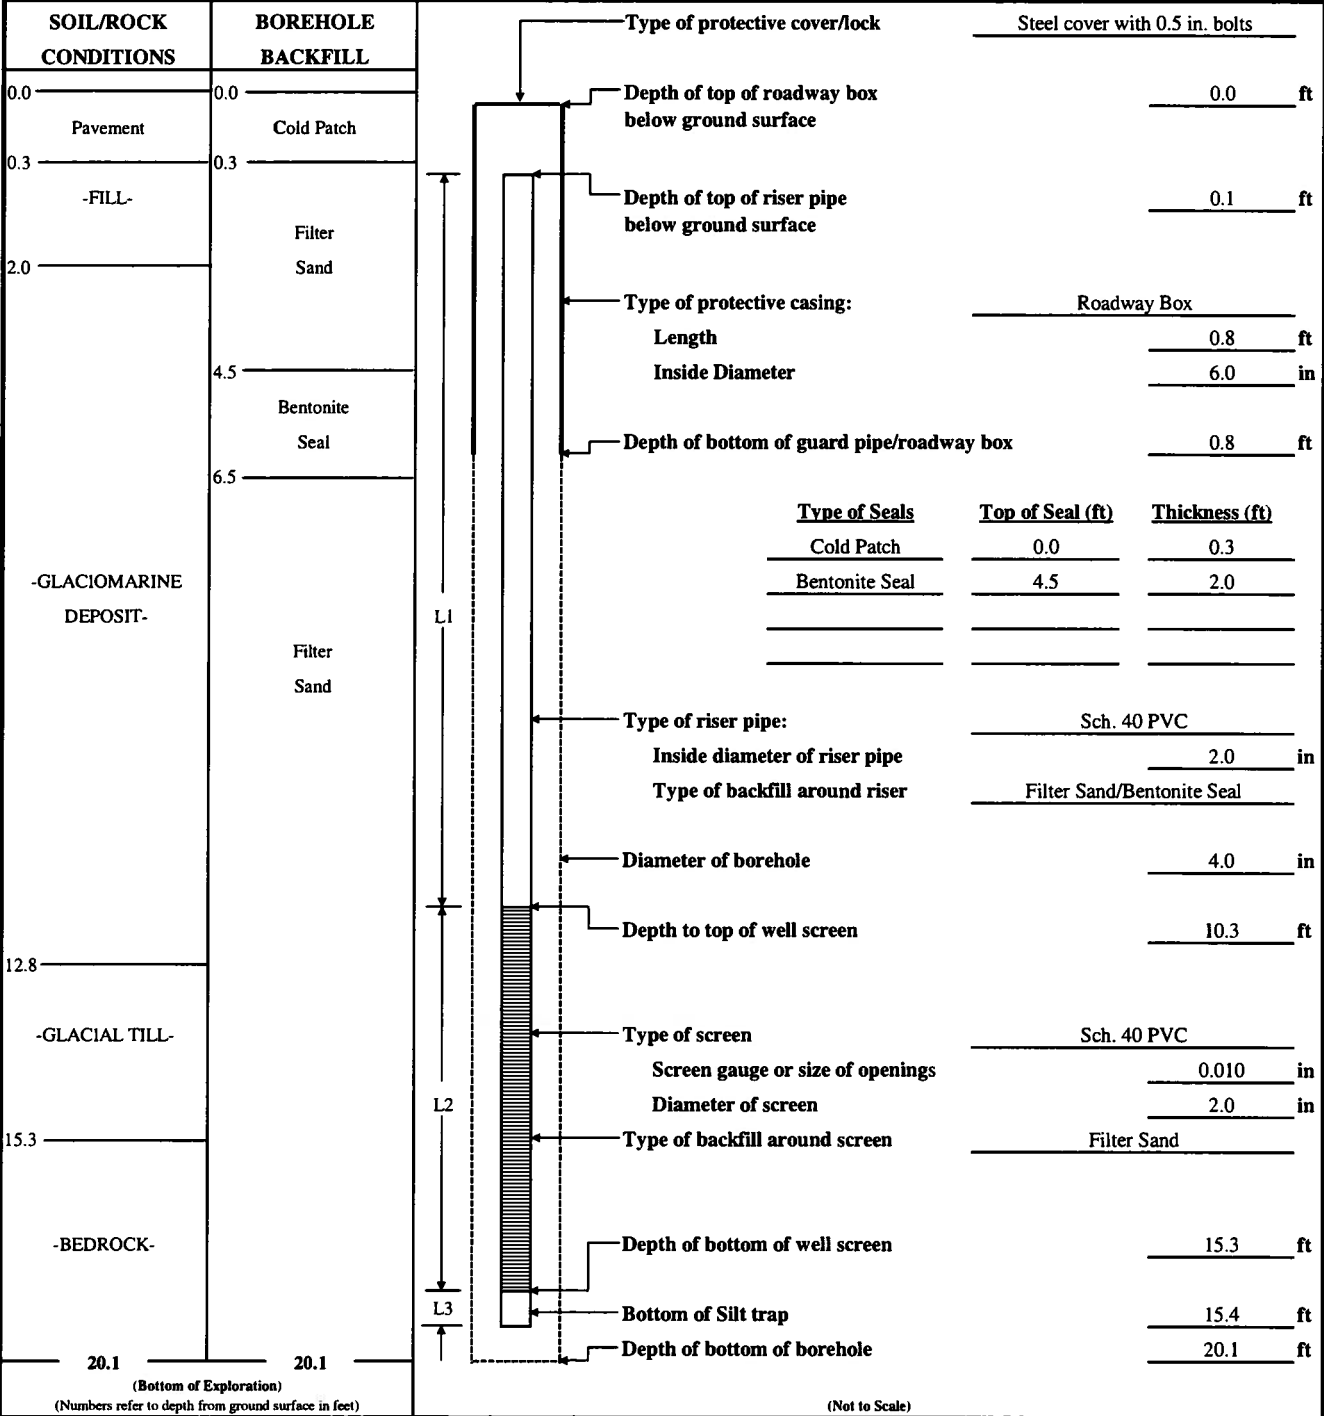 SOIL/ROCK CONDITIONS
BOREHOLE BACKFILL
0.0
Pavement
0.3
-FILL-
2.0
-GLACIOMARINE
DEPOSIT-
12.8
-GLACIAL TILL-
15.3
-BEDROCK-
20.1
0.0
Cold Patch
0.3
Filter
Sand
4.5
Bentonite
Seal
6.5
Filter
Sand
20.1
(Bottom of Exploration)
(Numbers refer to depth from ground surface in feet)
L1
L2
L3
Type of protective cover/lock Steel cover with 0.5 in. bolts
Depth of top of roadway box 0.0 ft
below ground surface
Depth of top of riser pipe 0.1 ft
below ground surface
Type of protective casing: Roadway Box
Length 0.8 ft
Inside Diameter 6.0 in
Depth of bottom of guard pipe/roadway box 0.8 ft
Type of Seals Top of Seal (ft) Thickness (ft)
Cold Patch 0.0 0.3
Bentonite Seal 4.5 2.0
Type of riser pipe: Sch. 40 PVC
Inside diameter of riser pipe 2.0 in
Type of backfill around riser Filter Sand/Bentonite Seal
Diameter of borehole 4.0 in
Depth to top of well screen 10.3 ft
Type of screen Sch. 40 PVC
Screen gauge or size of openings 0.010 in
Diameter of screen 2.0 in
Type of backfill around screen Filter Sand
Depth of bottom of well screen 15.3 ft
Bottom of Silt trap 15.4 ft
Depth of bottom of borehole 20.1 ft
(Not to Scale)